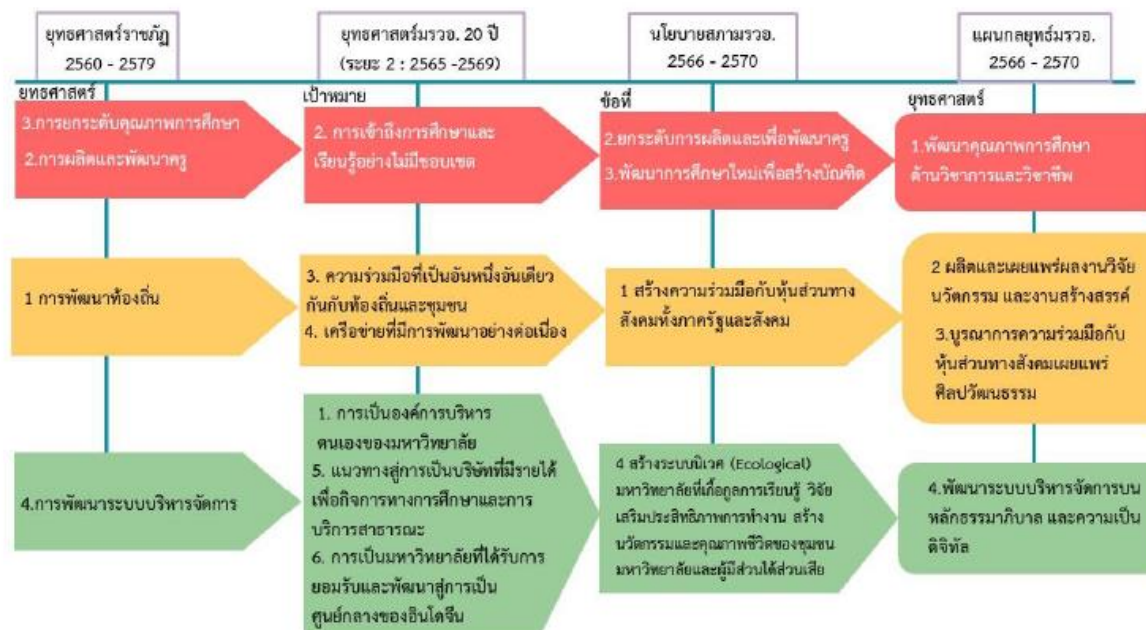 ยุทธศาสตร์ราชภัฏ
2560 - 2579
ยุทธศาสตร์มรวอ. 20 ปี
(ระยะ 2 : 2565 -2569)
นโยบายสภามรวอ.
2566 - 2570
แผนกลยุทธ์มรวอ.
2566 - 2570
ยุทธศาสตร์
เป้าหมาย
ข้อที่
ยุทธศาสตร์
3.การยกระดับคุณภาพการศึกษา
2.การผลิตและพัฒนาครู
2. การเข้าถึงการศึกษาและ
เรียนรู้อย่างไม่มีขอบเขต
2.ยกระดับการผลิตและเพื่อพัฒนาครู
3.พัฒนาการศึกษาใหม่เพื่อสร้างบัณฑิต
1.พัฒนาคุณภาพการศึกษา
ด้านวิชาการและวิชาชีพ
1 การพัฒนาท้องถิ่น
3. ความร่วมมือที่เป็นอันหนึ่งอันเดียว
กันกับท้องถิ่นและชุมชน
4. เครือข่ายที่มีการพัฒนาอย่างต่อเนื่อง
1 สร้างความร่วมมือกับหุ้นส่วนทาง
สังคมทั้งภาครัฐและสังคม
2 ผลิตและเผยแพร่ผลงานวิจัย
นวัตกรรม และงานสร้างสรรค์
3.บูรณาการความร่วมมือกับ
หุ้นส่วนทางสังคมเผยแพร่
ศิลปวัฒนธรรม
4.การพัฒนาระบบบริหารจัดการ
1. การเป็นองค์การบริหาร
ตนเองของมหาวิทยาลัย
5. แนวทางสู่การเป็นบริษัทที่มีรายได้
เพื่อกิจการทางการศึกษาและการ
บริการสาธารณะ
6. การเป็นมหาวิทยาลัยที่ได้รับการ
ยอมรับและพัฒนาสู่การเป็น
ศูนย์กลางของอินโดจีน
4 สร้างระบบนิเวศ (Ecological)
มหาวิทยาลัยที่เกื้อกูลการเรียนรู้ วิจัย
เสริมประสิทธิภาพการทำงาน สร้าง
นวัตกรรมและคุณภาพชีวิตของชุมชน
มหาวิทยาลัยและผู้มีส่วนได้ส่วนเสีย
4.พัฒนาระบบบริหารจัดการบน
หลักธรรมาภิบาล และความเป็น
ดิจิทัล